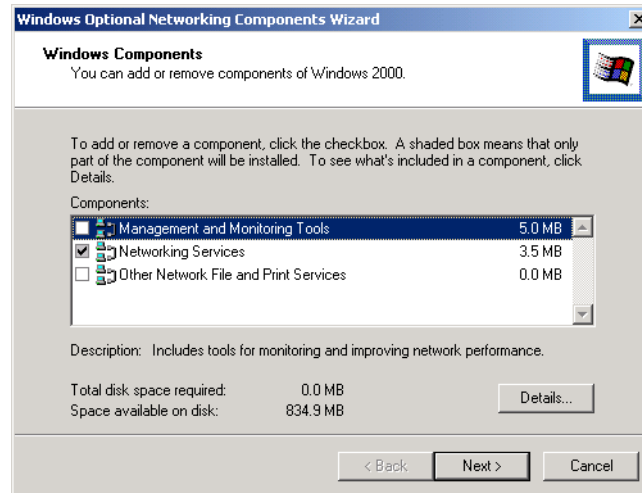 Windows Optional Networking Components Wizard
Windows Components
You can add or remove components of Windows 2000.
To add or remove a component, click the checkbox. A shaded box means that only
part of the component will be installed. To see what's included in a component, click
Details.
Components:
Management and Monitoring Tools 5.0 MB
Networking Services 3.5 MB
Other Network File and Print Services 0.0 MB
Description: Includes tools for monitoring and improving network performance.
Total disk space required: 0.0 MB
Space available on disk: 834.9 MB
Details...
< Back Next > Cancel